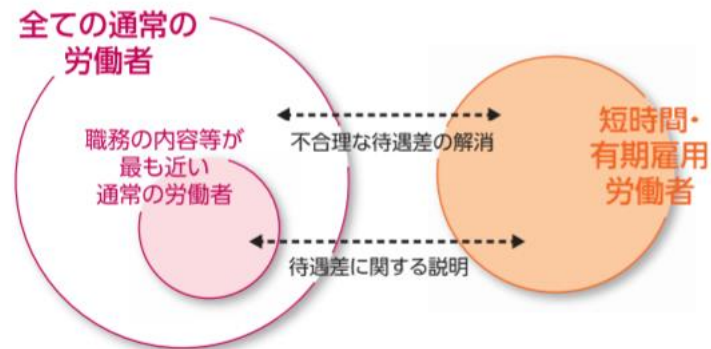 全ての通常の
労働者
職務の内容等が
最も近い
通常の労働者
不合理な待遇差の解消
待遇差に関する説明
短時間・
有期雇用
労働者